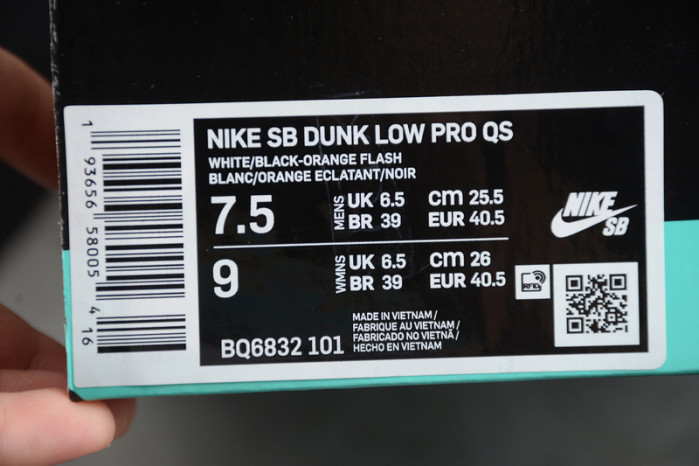 NIKE SB DUNK LOW PRO QS
WHITE/BLACK-ORANGE FLASH
BLANC/ORANGE ECLATANT/NOIR
7.5 MENS UK 6.5 cm 25.5
BR 39 EUR 40.5
9 WMNS UK 6.5 cm 26
BR 39 EUR 40.5
BQ6832 101
MADE IN VIETNAM /
FABRIQUE AU VIETNAM /
FABRICADO NO VIETNÃ /
HECHO EN VIETNAM
NIKE
SB
RFID
1 93656 58005 4 16